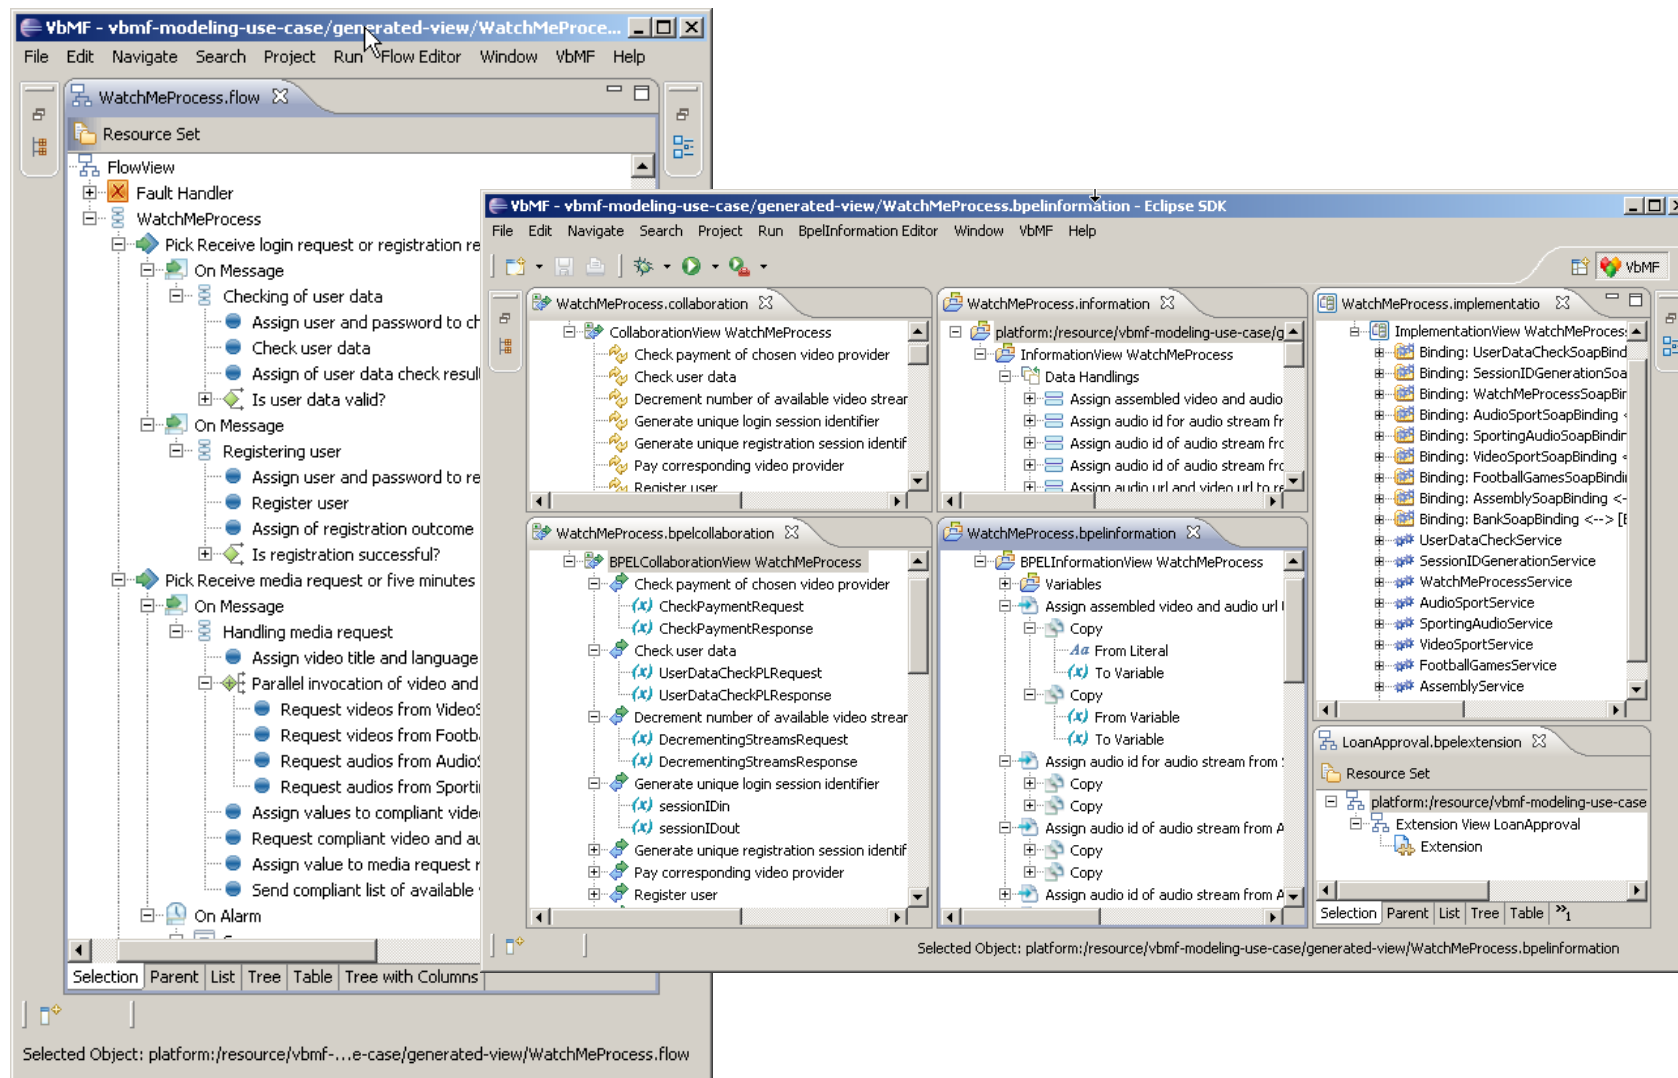 VbMF - vbmf-modeling-use-case/generated-view/WatchMeProce...
File Edit Navigate Search Project Run Flow Editor Window VbMF Help
WatchMeProcess.flow
Resource Set
FlowView
Fault Handler
WatchMeProcess
Pick Receive login request or registration re
On Message
Checking of user data
Assign user and password to ch
Check user data
Assign of user data check resul
Is user data valid?
On Message
Registering user
Assign user and password to re
Register user
Assign of registration outcome
Is registration successful?
Pick Receive media request or five minutes
On Message
Handling media request
Assign video title and language
Parallel invocation of video and
Request videos from VideoS
Request videos from Footb
Request audios from AudioS
Request audios from Sporti
Assign values to compliant vide
Request compliant video and au
Assign value to media request r
Send compliant list of available
On Alarm
Selection Parent List Tree Table Tree with Columns
Selected Object: platform:/resource/vbmf-...e-case/generated-view/WatchMeProcess.flow
VbMF - vbmf-modeling-use-case/generated-view/WatchMeProcess.bpelinformation - Eclipse SDK
File Edit Navigate Search Project Run BpelInformation Editor Window VbMF Help
VbMF
WatchMeProcess.collaboration
CollaborationView WatchMeProcess
Check payment of chosen video provider
Check user data
Decrement number of available video strear
Generate unique login session identifier
Generate unique registration session identif
Pay corresponding video provider
Register user
WatchMeProcess.information
platform:/resource/vbmf-modeling-use-case/g
InformationView WatchMeProcess
Data Handlings
Assign assembled video and audio
Assign audio id for audio stream fr
Assign audio id of audio stream frc
Assign audio id of audio stream frc
Assign audio url and video url to re
WatchMeProcess.implementatio
ImplementationView WatchMeProces:
Binding: UserDataCheckSoapBind
Binding: SessionIDGenerationSoa
Binding: WatchMeProcessSoapBir
Binding: AudioSportSoapBinding <
Binding: SportingAudioSoapBindir
Binding: VideoSportSoapBinding <
Binding: FootballGamesSoapBindi
Binding: AssemblySoapBinding <-
Binding: BankSoapBinding <--> [E
UserDataCheckService
SessionIDGenerationService
WatchMeProcessService
AudioSportService
SportingAudioService
VideoSportService
FootballGamesService
AssemblyService
WatchMeProcess.bpelcollaboration
BPELCollaborationView WatchMeProcess
Check payment of chosen video provider
(x) CheckPaymentRequest
(x) CheckPaymentResponse
Check user data
(x) UserDataCheckPLRequest
(x) UserDataCheckPLResponse
Decrement number of available video strear
(x) DecrementingStreamsRequest
(x) DecrementingStreamsResponse
Generate unique login session identifier
(x) sessionIDin
(x) sessionIDout
Generate unique registration session identif
Pay corresponding video provider
Register user
WatchMeProcess.bpelinformation
BPELInformationView WatchMeProcess
Variables
Assign assembled video and audio url l
Copy
Aa From Literal
(x) To Variable
Copy
(x) From Variable
(x) To Variable
Assign audio id for audio stream from :
Copy
Copy
Assign audio id of audio stream from A
Copy
Copy
Assign audio id of audio stream from A
LoanApproval.bpelextension
Resource Set
platform:/resource/vbmf-modeling-use-case
Extension View LoanApproval
Extension
Selection Parent List Tree Table »1
Selected Object: platform:/resource/vbmf-modeling-use-case/generated-view/WatchMeProcess.bpelinformation